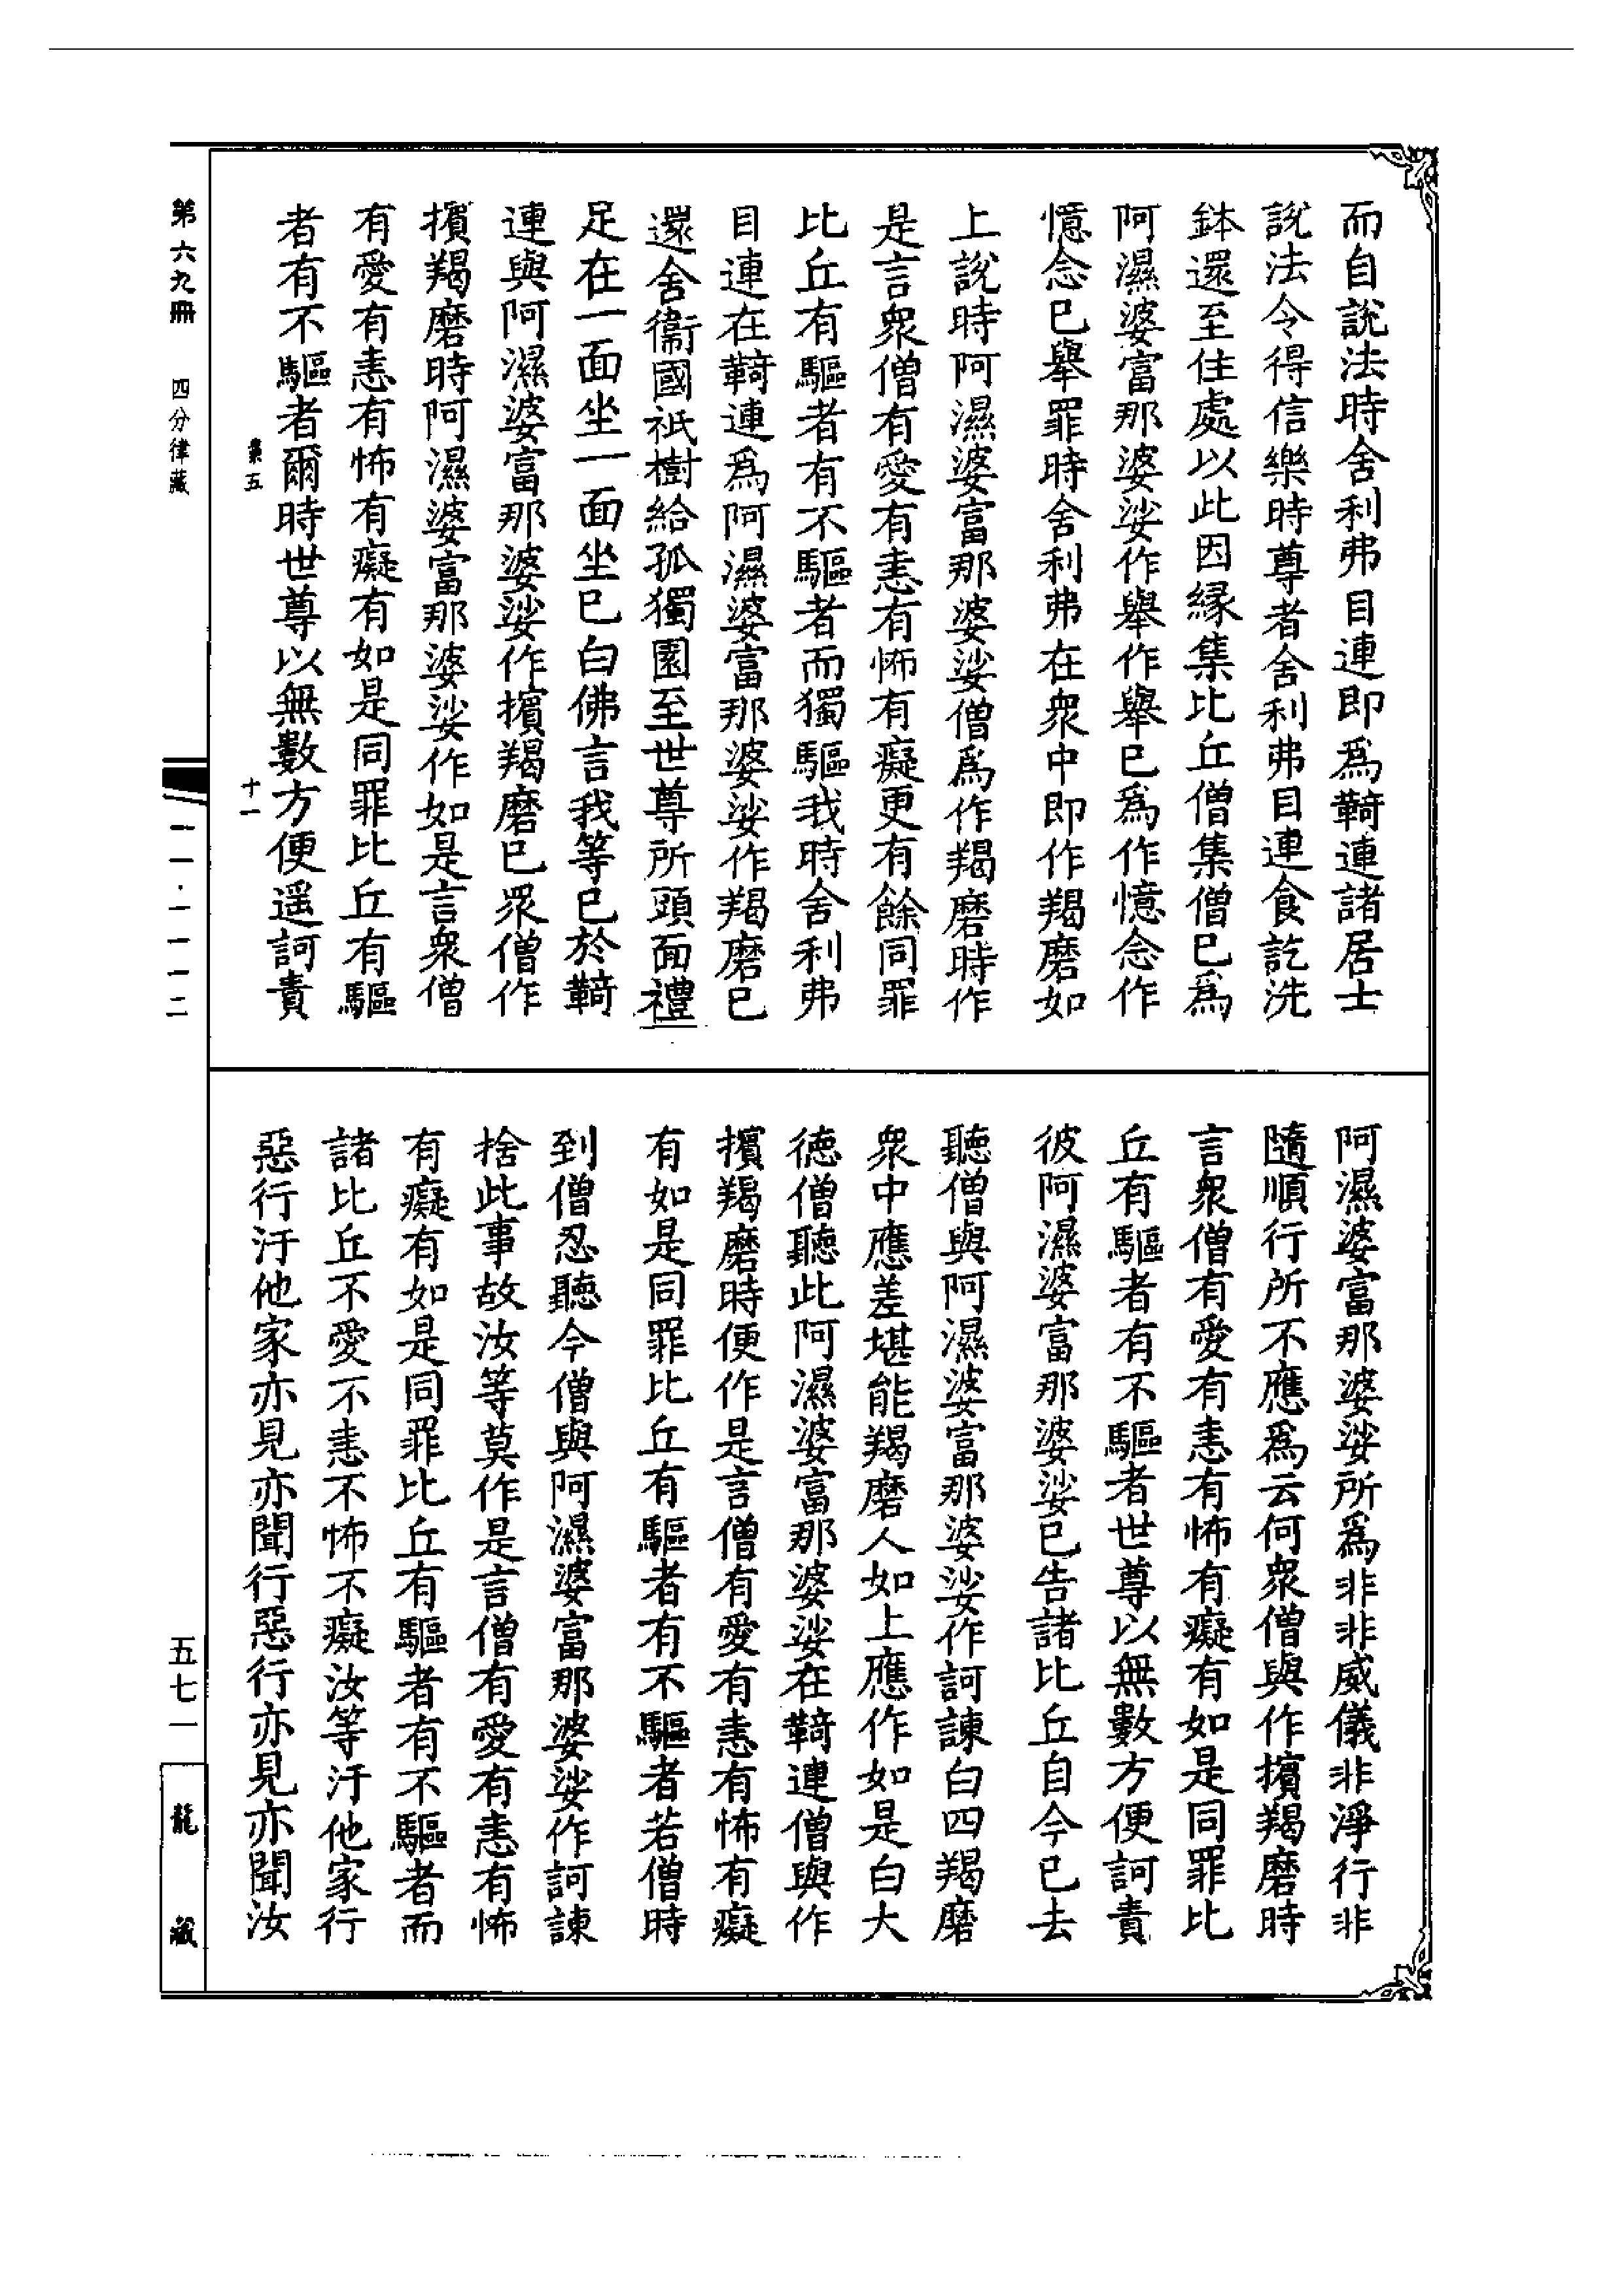 而自說法時舍利弗目連即爲鞞連諸居士
說法令得信樂時尊者舍利弗目連食訖洗
鉢還至住處以此因緣集比丘僧集僧已爲
阿濕婆富那婆娑作舉作舉已爲作憶念作
憶念已舉罪時舍利弗在衆中即作羯磨如
上說時阿濕婆富那婆娑僧爲作羯磨時作
是言衆僧有愛有恚有怖有癡更有餘同罪
比丘有驅者有不驅者而獨驅我時舍利弗
目連在鞞連爲阿濕婆富那婆娑作羯磨已
還舍衞國祇樹給孤獨園至世尊所頭面禮
足在一面坐一面坐已白佛言我等已於鞞
連與阿濕婆富那婆娑作擯羯磨已衆僧作
擯羯磨時阿濕婆富那婆娑作如是言衆僧
有愛有恚有怖有癡有如是同罪比丘有驅
者有不驅者爾時世尊以無數方便遥訶責
阿濕婆富那婆娑所爲非非威儀非淨行非
隨順行所不應爲云何衆僧與作擯羯磨時
言衆僧有愛有恚有怖有癡有如是同罪比
丘有驅者有不驅者世尊以無數方便訶責
彼阿濕婆富那婆娑已告諸比丘自今已去
聽僧與阿濕婆富那婆娑作訶諫白四羯磨
衆中應差堪能羯磨人如上應作如是白大
德僧聽此阿濕婆富那婆娑在鞞連僧與作
擯羯磨時便作是言僧有愛有恚有怖有癡
有如是同罪比丘有驅者有不驅者若僧時
到僧忍聽今僧與阿濕婆富那婆娑作訶諫
捨此事故汝等莫作是言僧有愛有恚有怖
有癡有如是同罪比丘有驅者有不驅者而
諸比丘不愛不恚不怖不癡汝等汙他家行
惡行汙他家亦見亦聞行惡行亦見亦聞汝
第六九冊 四分律藏
五
十一
一一·一一一二
五七一
龍藏